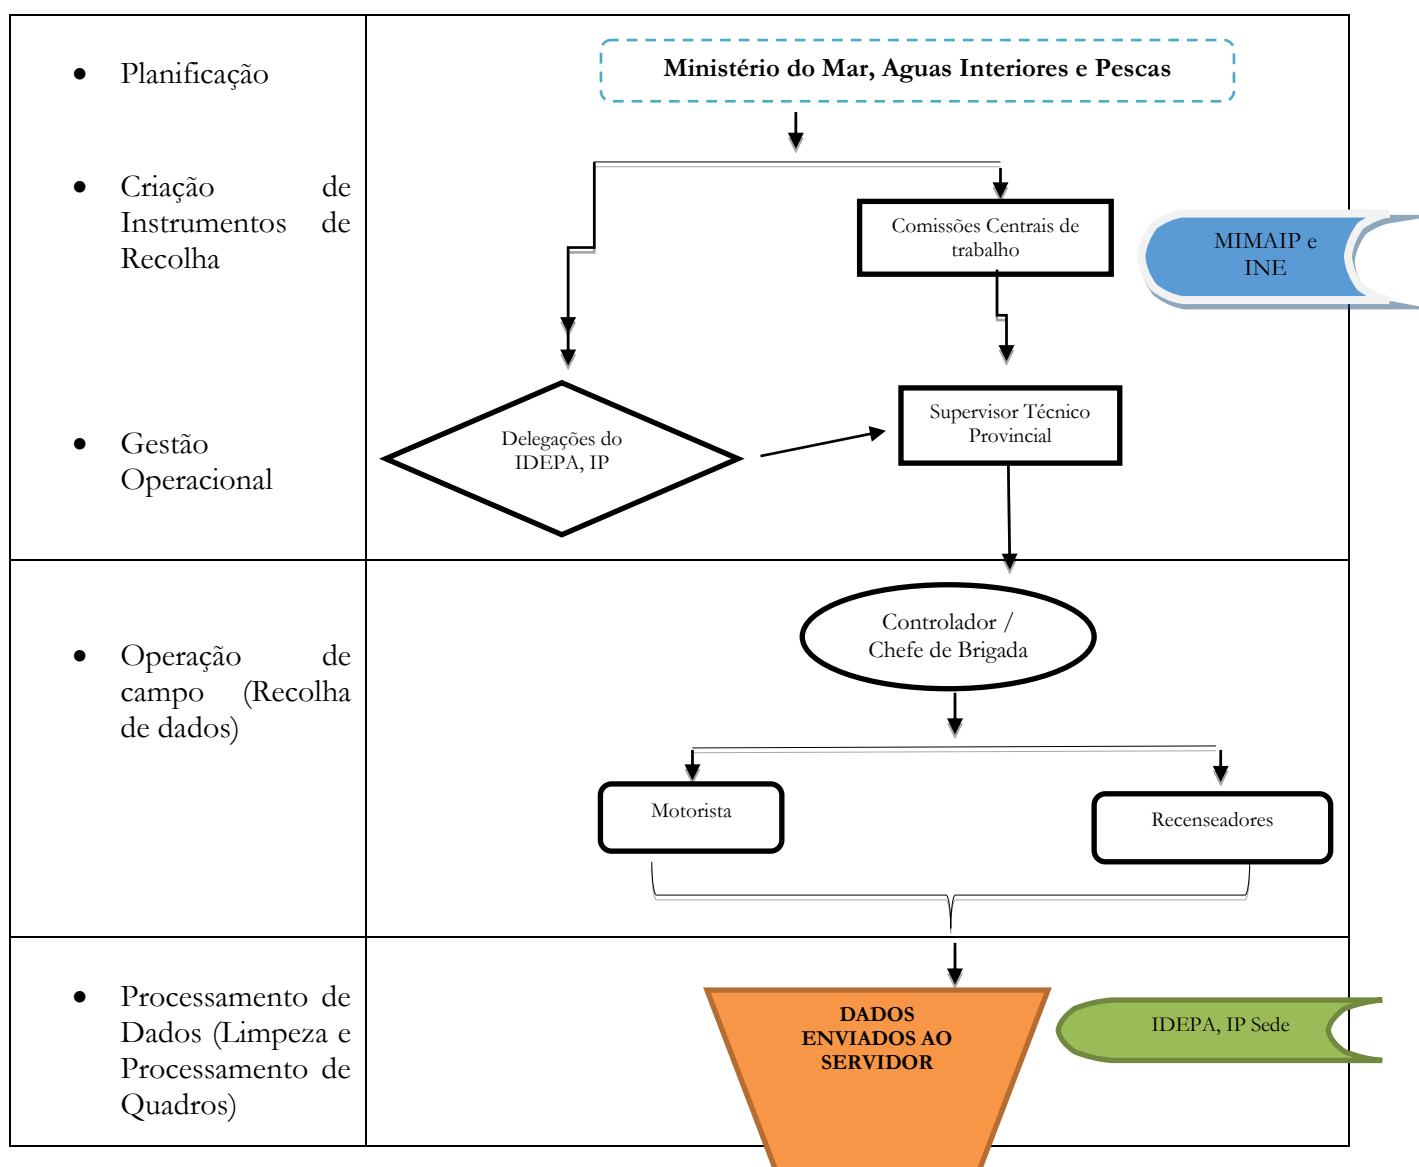 • Planificação
Ministério do Mar, Aguas Interiores e Pescas
• Criação de
Instrumentos de
Recolha
Comissões Centrais de
trabalho
MIMAIP e
INE
• Gestão
Operacional
Delegações do
IDEPA, IP
Supervisor Técnico
Provincial
• Operação de
campo (Recolha
de dados)
Controlador /
Chefe de Brigada
Motorista
Recenseadores
• Processamento de
Dados (Limpeza e
Processamento de
Quadros)
DADOS
ENVIADOS AO
SERVIDOR
IDEPA, IP Sede